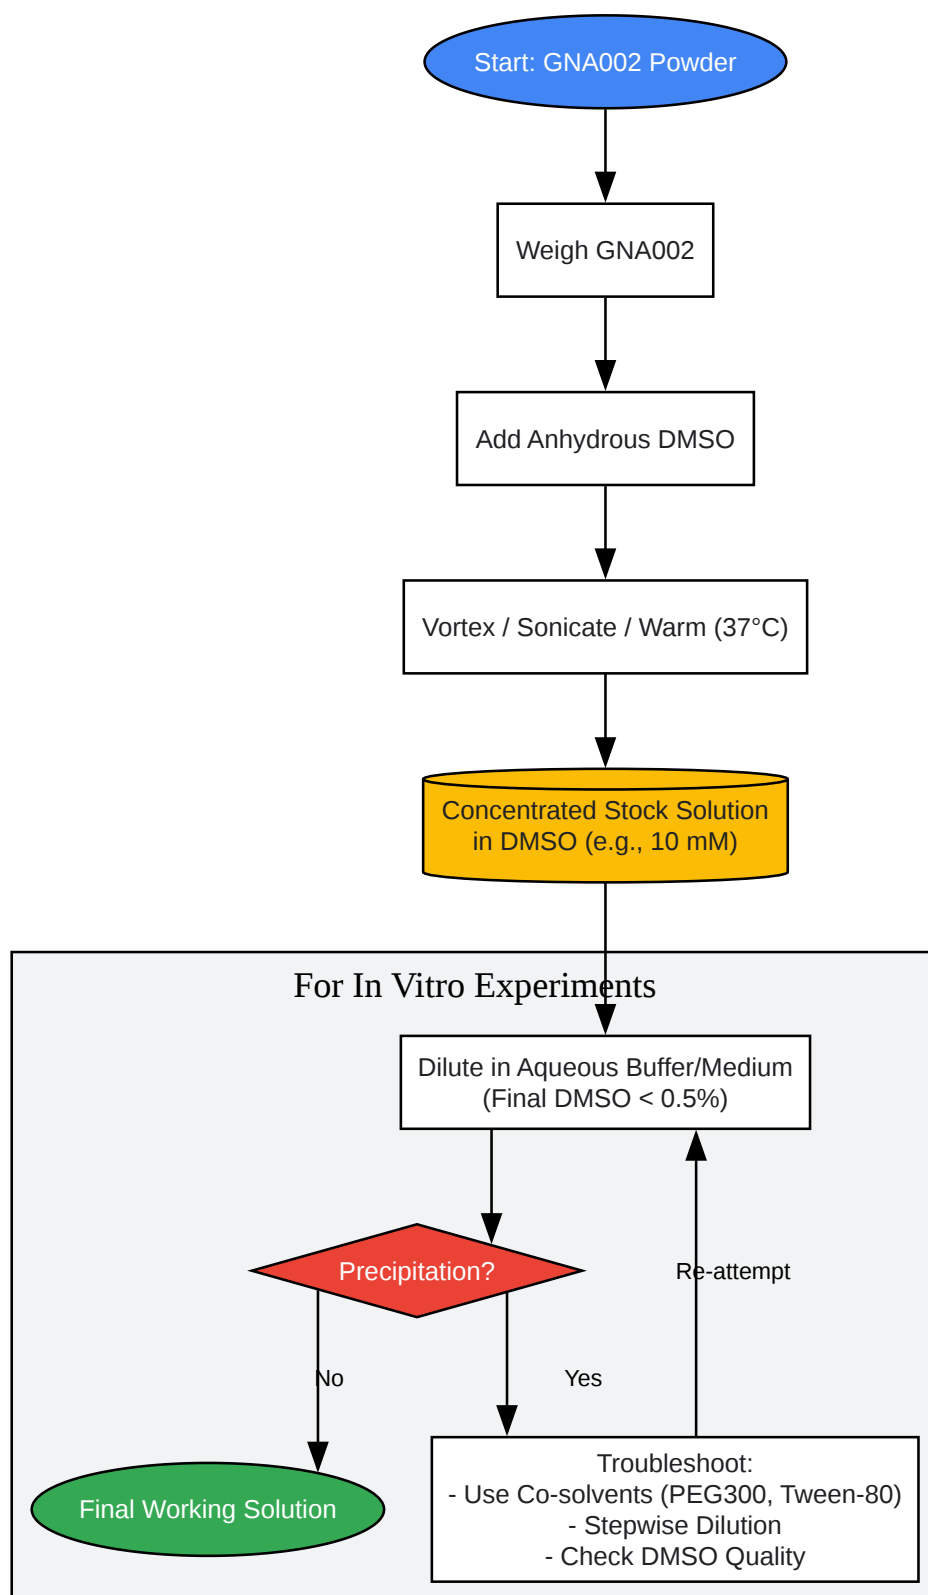 Start: GNA002 Powder
Weigh GNA002
Add Anhydrous DMSO
Vortex / Sonicate / Warm (37°C)
Concentrated Stock Solution
in DMSO (e.g., 10 mM)
For In Vitro Experiments
Dilute in Aqueous Buffer/Medium
(Final DMSO < 0.5%)
Precipitation?
Re-attempt
No
Yes
Final Working Solution
Troubleshoot:
- Use Co-solvents (PEG300, Tween-80)
- Stepwise Dilution
- Check DMSO Quality